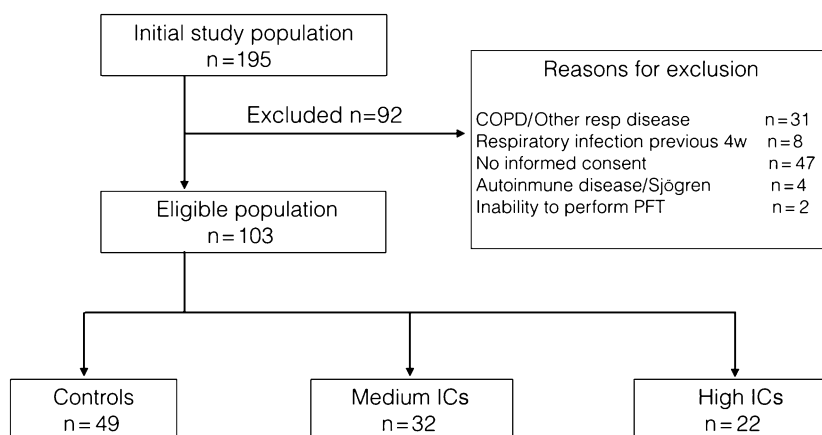 Initial study population
n=195
Excluded n=92
Reasons for exclusion
COPD/Other resp disease n=31
Respiratory infection previous 4w n=8
No informed consent n=47
Autoinmune disease/Sjögren n=4
Inability to perform PFT n=2
Eligible population
n=103
Controls
n=49
Medium ICs
n=32
High ICs
n=22